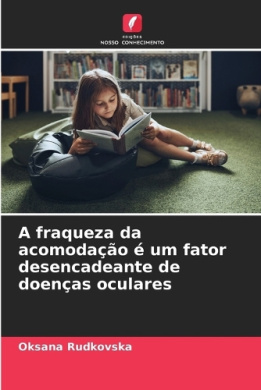 edições
NOSSO CONHECIMENTO
A fraqueza da
acomodação é um fator
desencadeante de
doenças oculares
Oksana Rudkovska